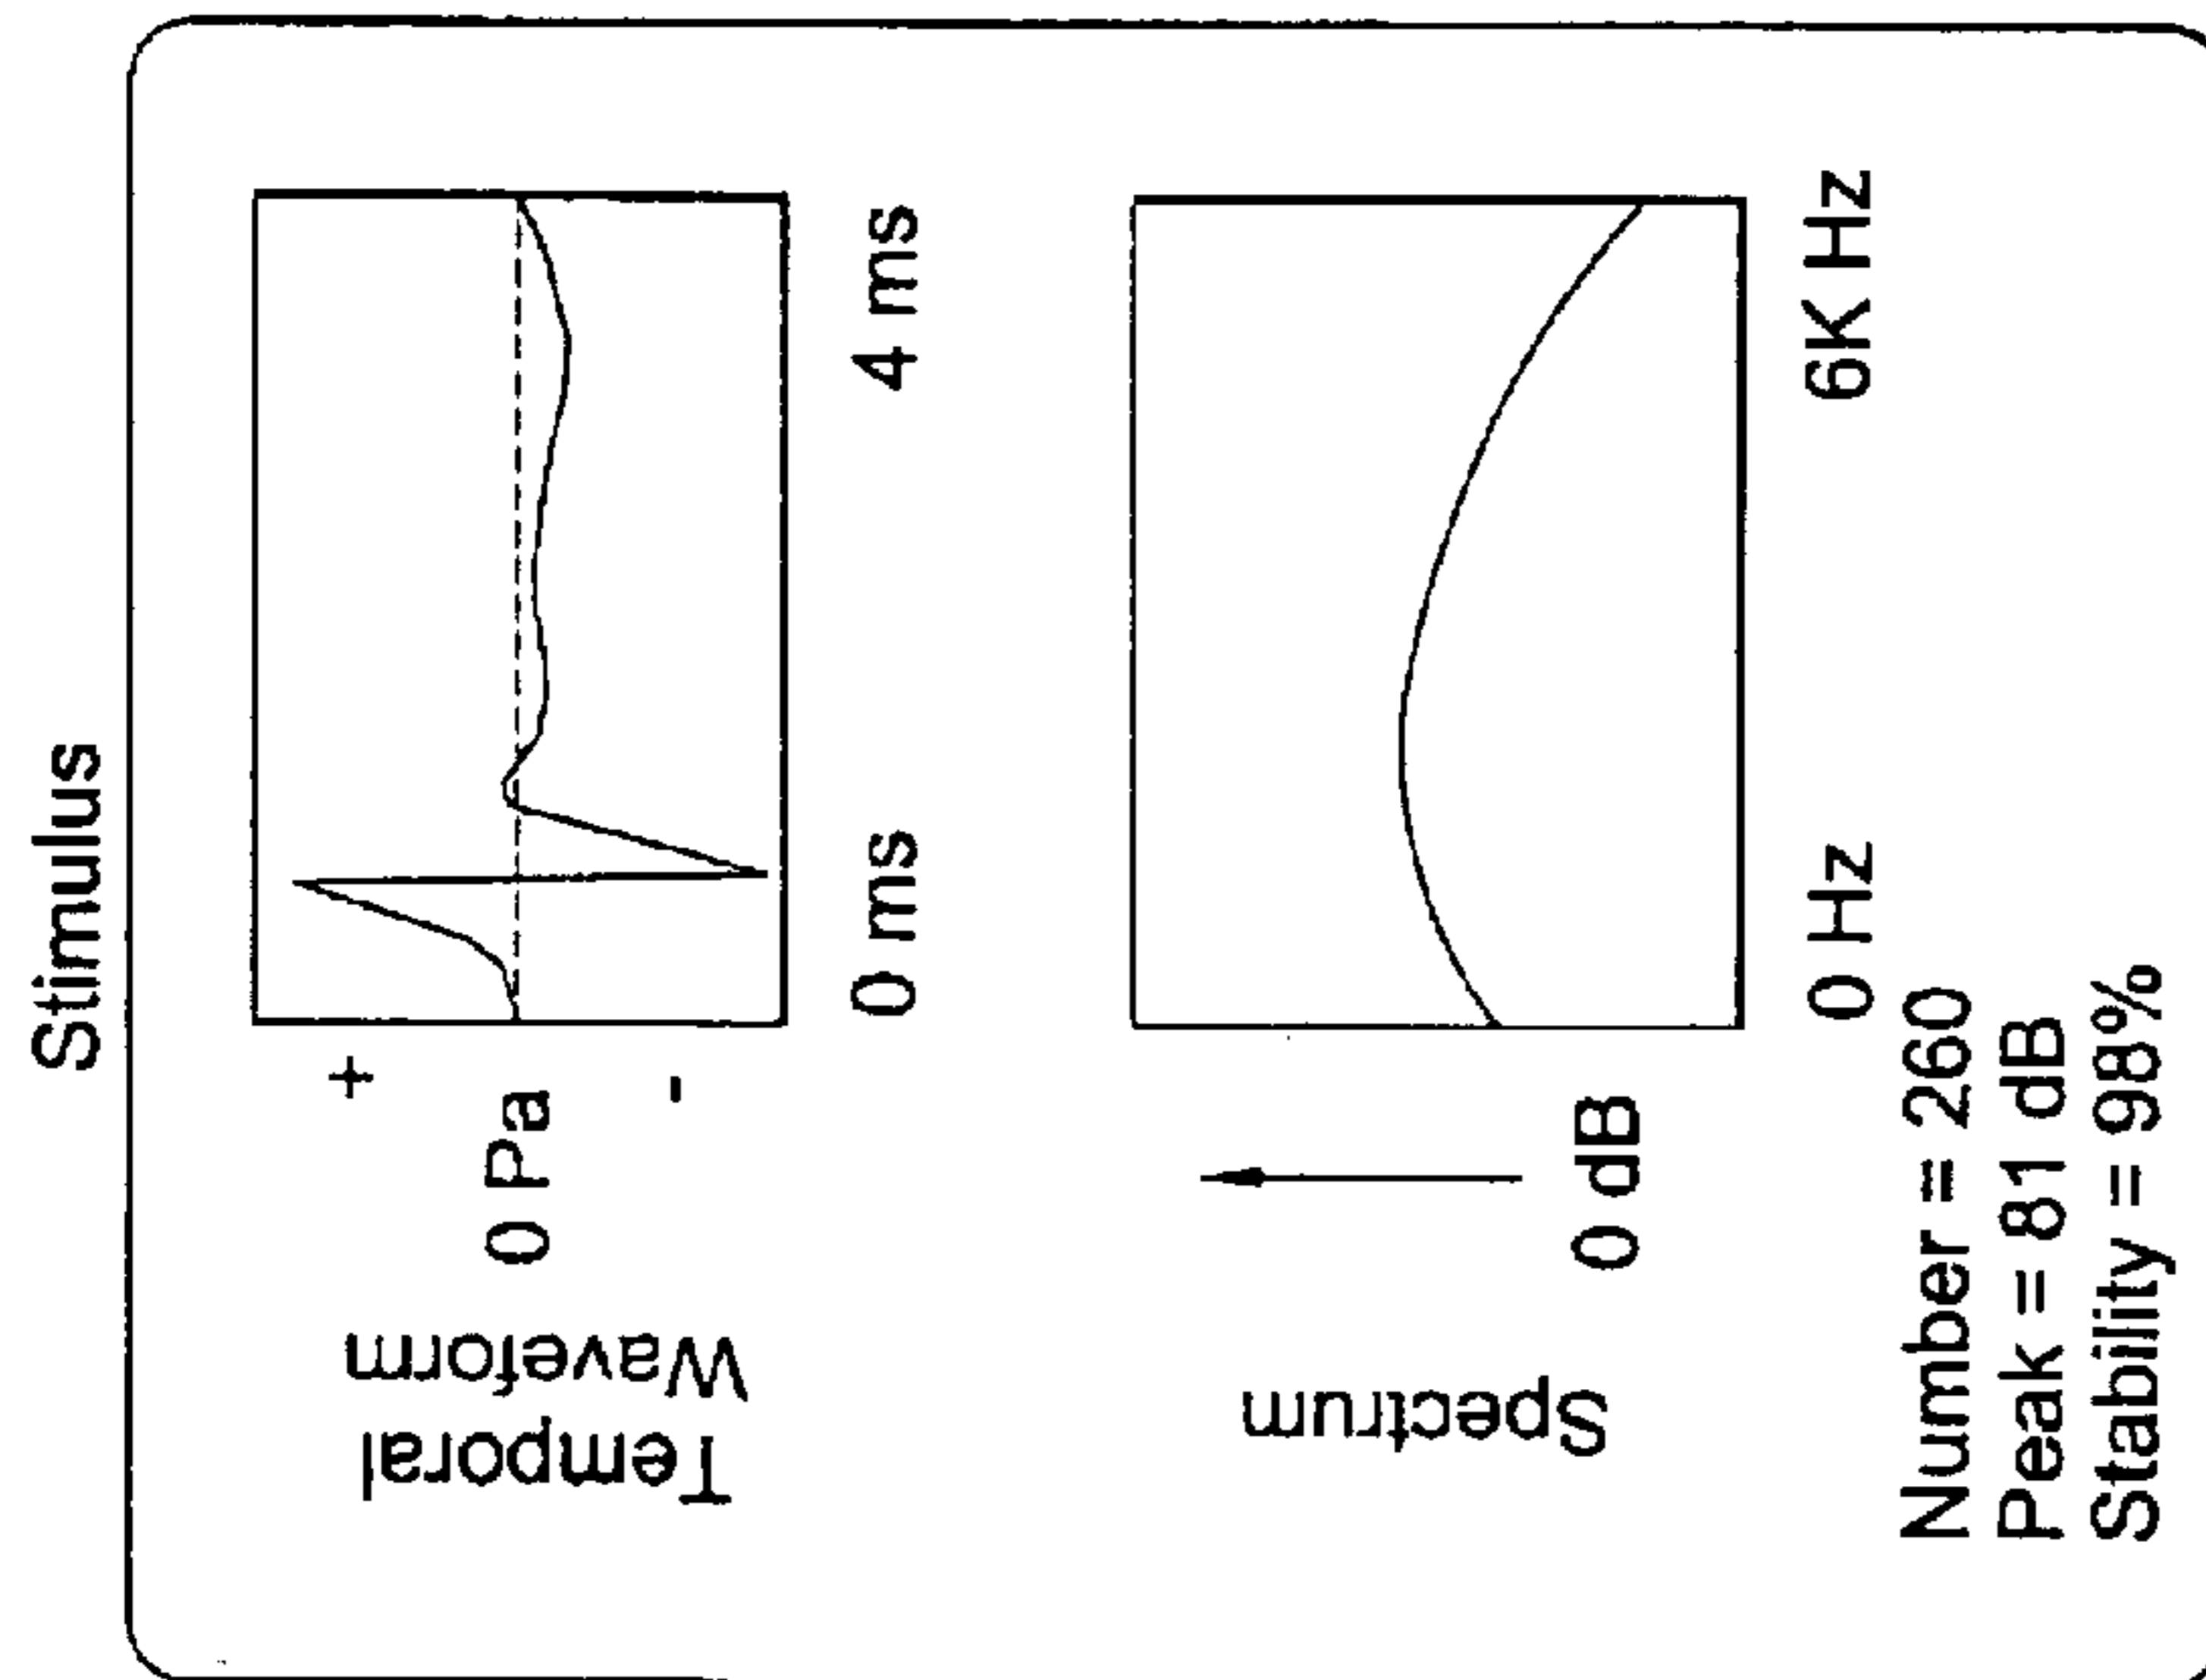 Stimulus
Temporal
Waveform
+
0 Pa
-
0 ms 4 ms
Spectrum
0 dB
0 Hz 6K Hz
Number = 260
Peak = 81 dB
Stability = 98%